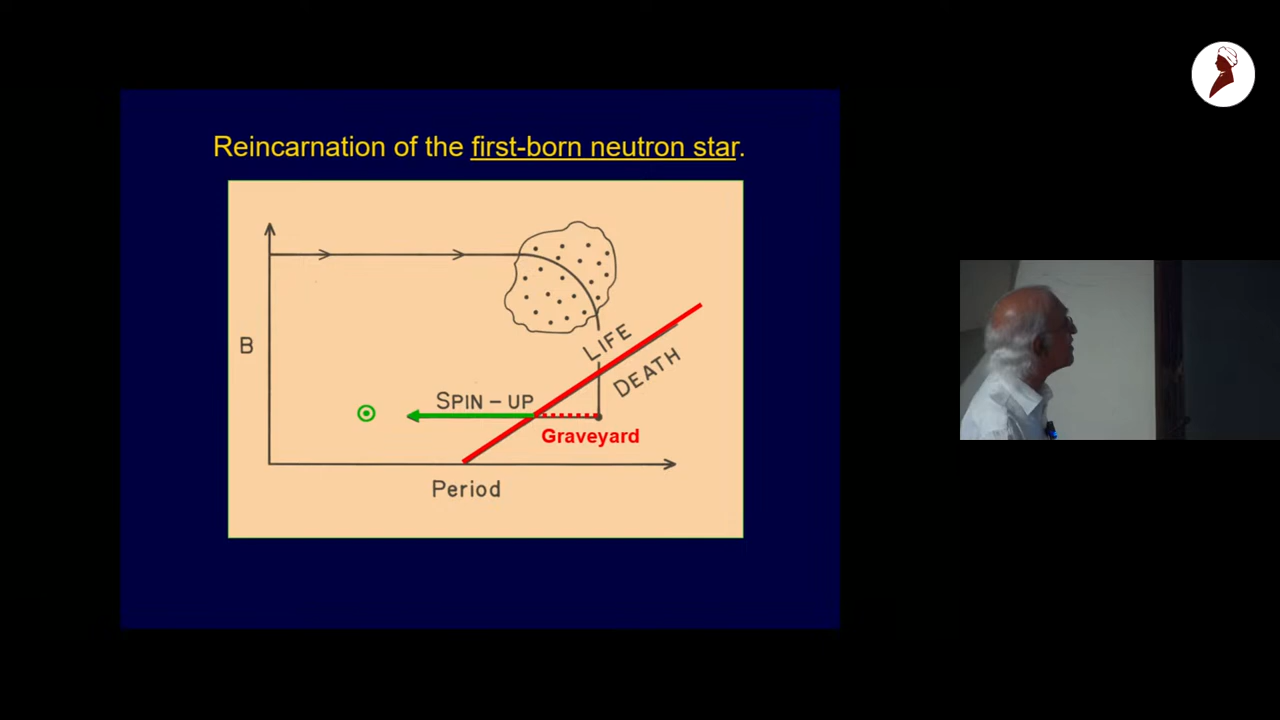 Reincarnation of the first-born neutron star.
B
LIFE
DEATH
SPIN - UP
Graveyard
Period